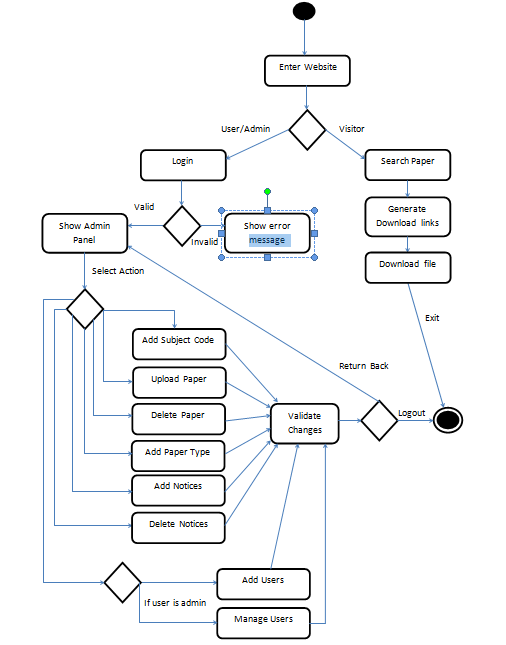 Enter Website
User/Admin
Visitor
Login
Search Paper
Valid
Generate
Download links
Show Admin
Panel
Invalid
Show error
message
Download file
Select Action
Exit
Add Subject Code
Return Back
Upload Paper
Delete Paper
Validate
Changes
Logout
Add Paper Type
Add Notices
Delete Notices
Add Users
If user is admin
Manage Users